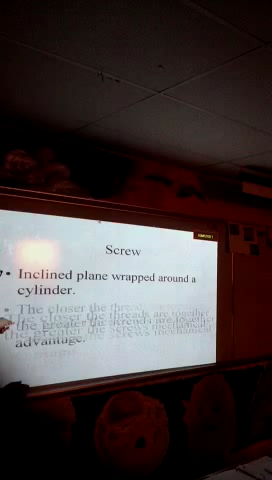 Screw
• Inclined plane wrapped around a
cylinder.
• The closer the threads are together
the greater the screws mechanical
advantage.